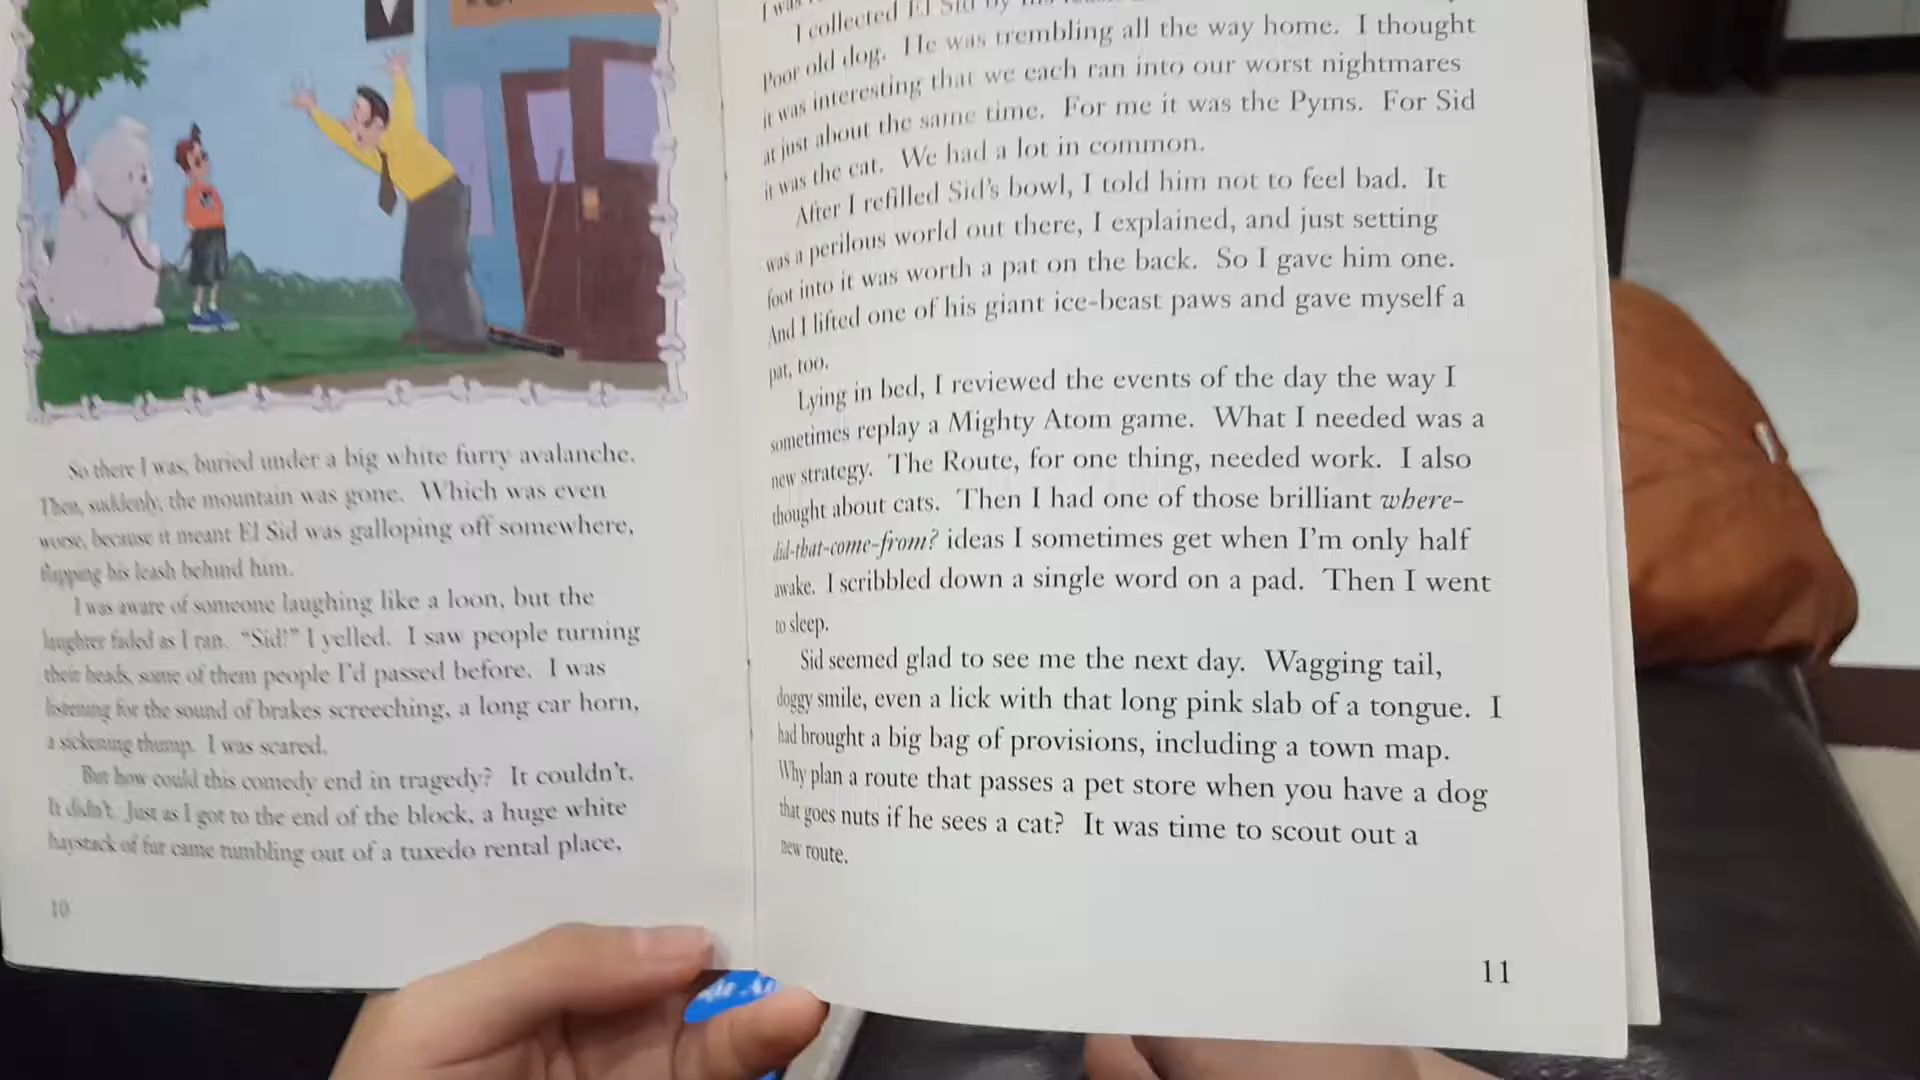 So there I was, buried under a big white furry avalanche.
Then, suddenly, the mountain was gone. Which was even
worse, because it meant El Sid was galloping off somewhere,
flapping his leash behind him.
I was aware of someone laughing like a loon, but the
laughter faded as I ran. "Sid!" I yelled. I saw people turning
their heads, some of them people I'd passed before. I was
listening for the sound of brakes screeching, a long car horn,
a sickening thump. I was scared.
But how could this comedy end in tragedy? It couldn't.
It didn't. Just as I got to the end of the block, a huge white
haystack of fur came tumbling out of a tuxedo rental place,
10
I was
I collected El Sid by his
Poor old dog. He was trembling all the way home. I thought
it was interesting that we each ran into our worst nightmares
at just about the same time. For me it was the Pyms. For Sid
it was the cat. We had a lot in common.
After I refilled Sid's bowl, I told him not to feel bad. It
was a perilous world out there, I explained, and just setting
foot into it was worth a pat on the back. So I gave him one.
And I lifted one of his giant ice-beast paws and gave myself a
pat, too.
Lying in bed, I reviewed the events of the day the way I
sometimes replay a Mighty Atom game. What I needed was a
new strategy. The Route, for one thing, needed work. I also
thought about cats. Then I had one of those brilliant where-
did-that-come-from? ideas I sometimes get when I'm only half
awake. I scribbled down a single word on a pad. Then I went
to sleep.
Sid seemed glad to see me the next day. Wagging tail,
doggy smile, even a lick with that long pink slab of a tongue. I
had brought a big bag of provisions, including a town map.
Why plan a route that passes a pet store when you have a dog
that goes nuts if he sees a cat? It was time to scout out a
new route.
11